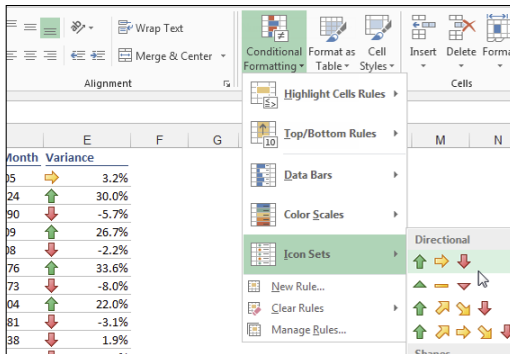 Wrap Text
Merge & Center
Alignment
Conditional Formatting
Format as Table
Cell Styles
Insert
Delete
Forma
Cells
Highlight Cells Rules
Top/Bottom Rules
Data Bars
Color Scales
Icon Sets
New Rule...
Clear Rules
Manage Rules...
Directional
Shapes
E F G M N
Month Variance
05 3.2%
24 30.0%
90 -5.7%
09 26.7%
08 -2.2%
76 33.6%
73 -8.0%
04 22.0%
81 -3.1%
38 1.9%